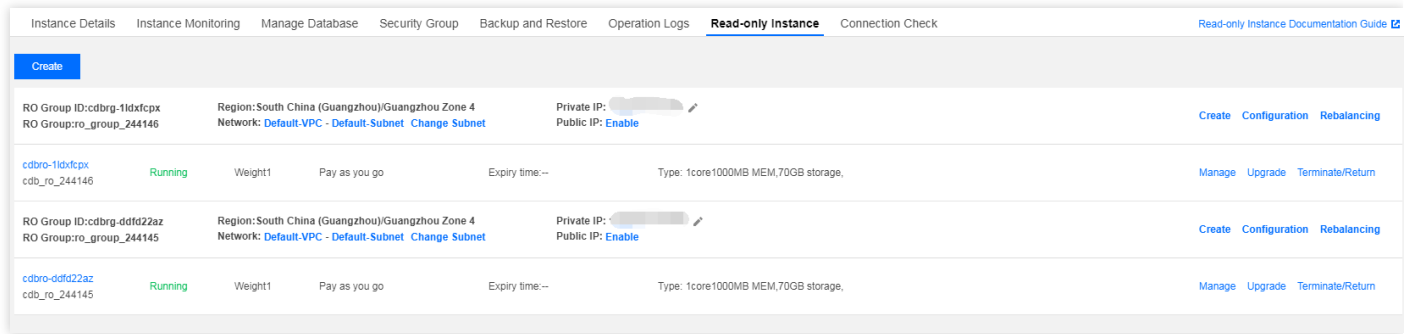 Instance Details Instance Monitoring Manage Database Security Group Backup and Restore Operation Logs Read-only Instance Connection Check Read-only Instance Documentation Guide
Create
RO Group ID:cdbrg-1ldxfcpx Region:South China (Guangzhou)/Guangzhou Zone 4 Private IP:
RO Group:ro_group_244146 Network: Default-VPC - Default-Subnet Change Subnet Public IP: Enable
Create Configuration Rebalancing
cdbro-1ldxfcpx
cdb_ro_244146
Running Weight1 Pay as you go Expiry time:-- Type: 1core1000MB MEM,70GB storage,
Manage Upgrade Terminate/Return
RO Group ID:cdbrg-ddfd22az Region:South China (Guangzhou)/Guangzhou Zone 4 Private IP:
RO Group:ro_group_244145 Network: Default-VPC - Default-Subnet Change Subnet Public IP: Enable
Create Configuration Rebalancing
cdbro-ddfd22az
cdb_ro_244145
Running Weight1 Pay as you go Expiry time:-- Type: 1core1000MB MEM,70GB storage,
Manage Upgrade Terminate/Return